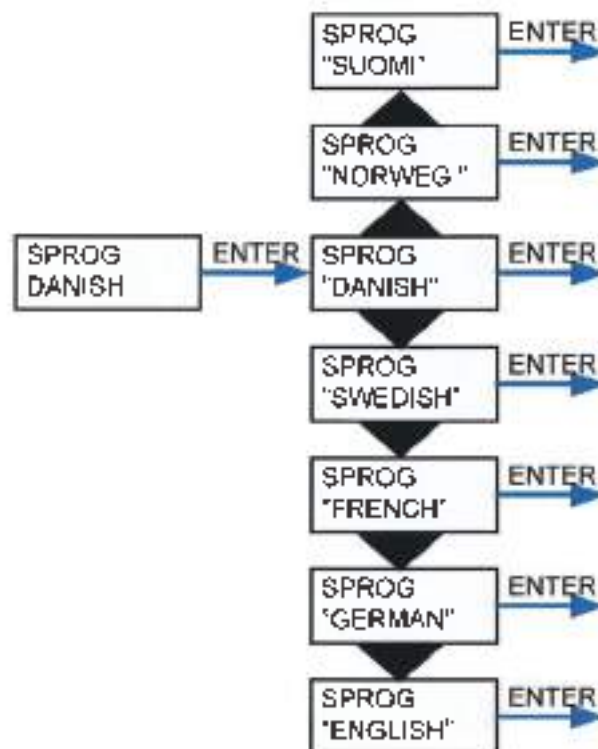 SPROG
"SUOMI"
ENTER
SPROG
"NORWEG "
ENTER
SPROG
DANISH
ENTER
SPROG
"DANISH"
ENTER
SPROG
"SWEDISH"
ENTER
SPROG
"FRENCH"
ENTER
SPROG
"GERMAN"
ENTER
SPROG
"ENGLISH"
ENTER